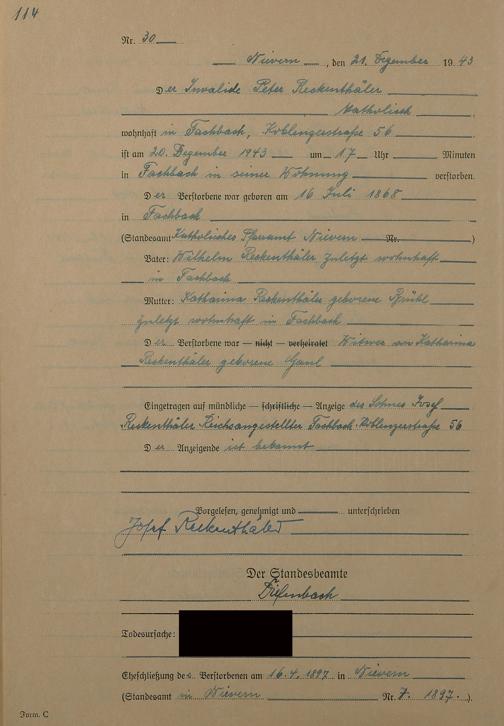 114
Nr. 30
Nievern, den 21. Dezember 1943
Der Invalide Peter Reckenthäler
katholisch,
wohnhaft in Fachbach, Koblenzerstraße 56
ist am 20. Dezember 1943 um 17 Uhr Minuten
in Fachbach in seiner Wohnung verstorben.
Der Verstorbene war geboren am 16 Juli 1868
in Fachbach
(Standesamt Katholisches Pfarramt Nievern Nr. )
Vater: Wilhelm Reckenthäler zuletzt wohnhaft
in Fachbach
Mutter: Katharina Reckenthäler geborene Brühl
zuletzt wohnhaft in Fachbach
Der Verstorbene war — nicht — verheiratet Witwer von Katharina
Reckenthäler geborene Gaul
Eingetragen auf mündliche — schriftliche — Anzeige des Sohnes Josef
Reckenthäler Reichsangestellter Fachbach Koblenzerstraße 56
Der Anzeigende ist bekannt
Vorgelesen, genehmigt und unterschrieben
Josef Reckenthäler
Der Standesbeamte
Diefenbach
Todesursache:
Eheschließung des Verstorbenen am 16.4.1897 in Nievern
(Standesamt in Nievern Nr. 7. 1897.)
Form. C